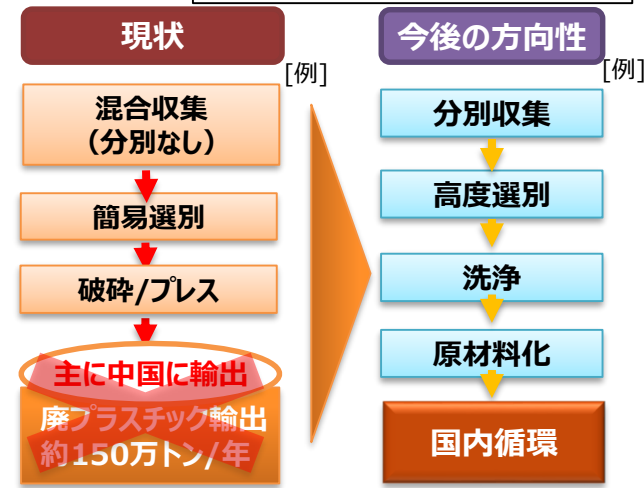 現状
[例]
混合収集
（分別なし）
簡易選別
破砕/プレス
主に中国に輸出
廃プラスチック輸出
約150万トン/年
今後の方向性
[例]
分別収集
高度選別
洗浄
原材料化
国内循環